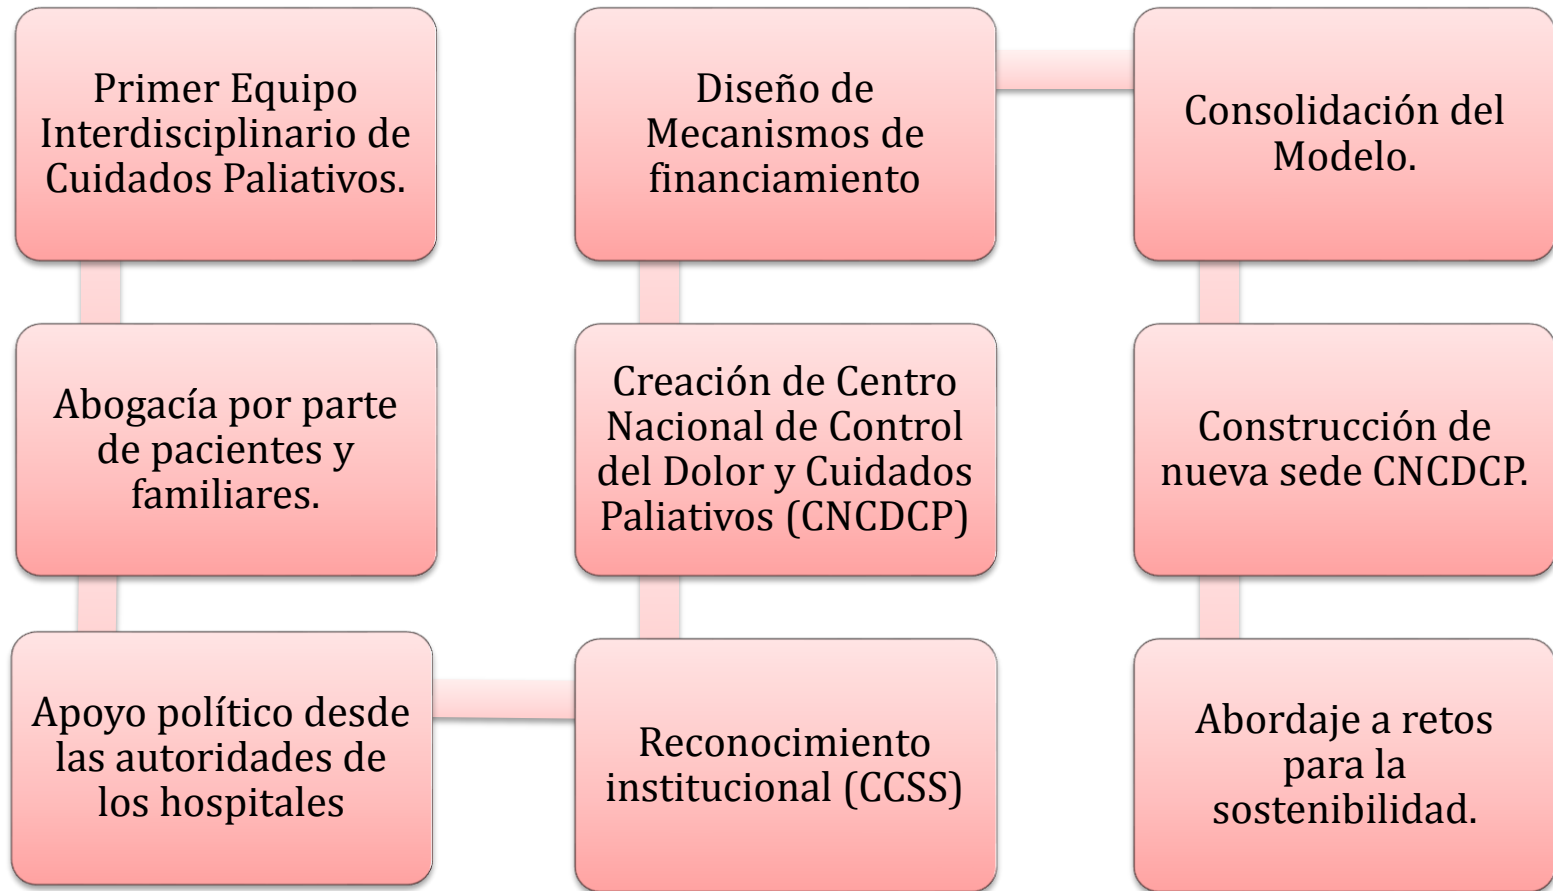 Primer Equipo
Interdisciplinario de
Cuidados Paliativos.
Abogacía por parte
de pacientes y
familiares.
Apoyo político desde
las autoridades de
los hospitales
Reconocimiento
institucional (CCSS)
Creación de Centro
Nacional de Control
del Dolor y Cuidados
Paliativos (CNCDCP)
Diseño de
Mecanismos de
financiamiento
Consolidación del
Modelo.
Construcción de
nueva sede CNCDCP.
Abordaje a retos
para la
sostenibilidad.